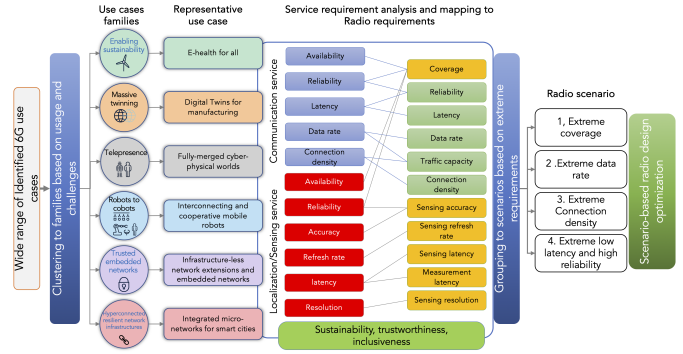 Use cases
families
Representative
use case
Service requirement analysis and mapping to
Radio requirements
Wide range of Identified 6G use
cases
Clustering to families based on usage and
challenges
Enabling
sustainability
E-health for all
Massive
twinning
Digital Twins for
manufacturing
Telepresence
Fully-merged cyber-
physical worlds
Robots to
cobots
Interconnecting and
cooperative mobile
robots
Trusted
embedded
networks
Infrastructure-less
network extensions and
embedded networks
Hyperconnected
resilient network
infrastructures
Integrated micro-
networks for smart cities
Communication service
Availability
Reliability
Latency
Data rate
Connection
density
Localization/Sensing service
Availability
Reliability
Accuracy
Refresh rate
latency
Resolution
Coverage
Reliability
Latency
Data rate
Traffic capacity
Connection
density
Sensing accuracy
Sensing refresh
rate
Sensing latency
Measurement
latency
Sensing resolution
Sustainability, trustworthiness,
inclusiveness
Grouping to scenarios based on extreme
requirements
Radio scenario
1, Extreme
coverage
2 .Extreme data
rate
3. Extreme
Connection
density
4. Extreme low
latency and high
reliability
Scenario-based radio design
optimization